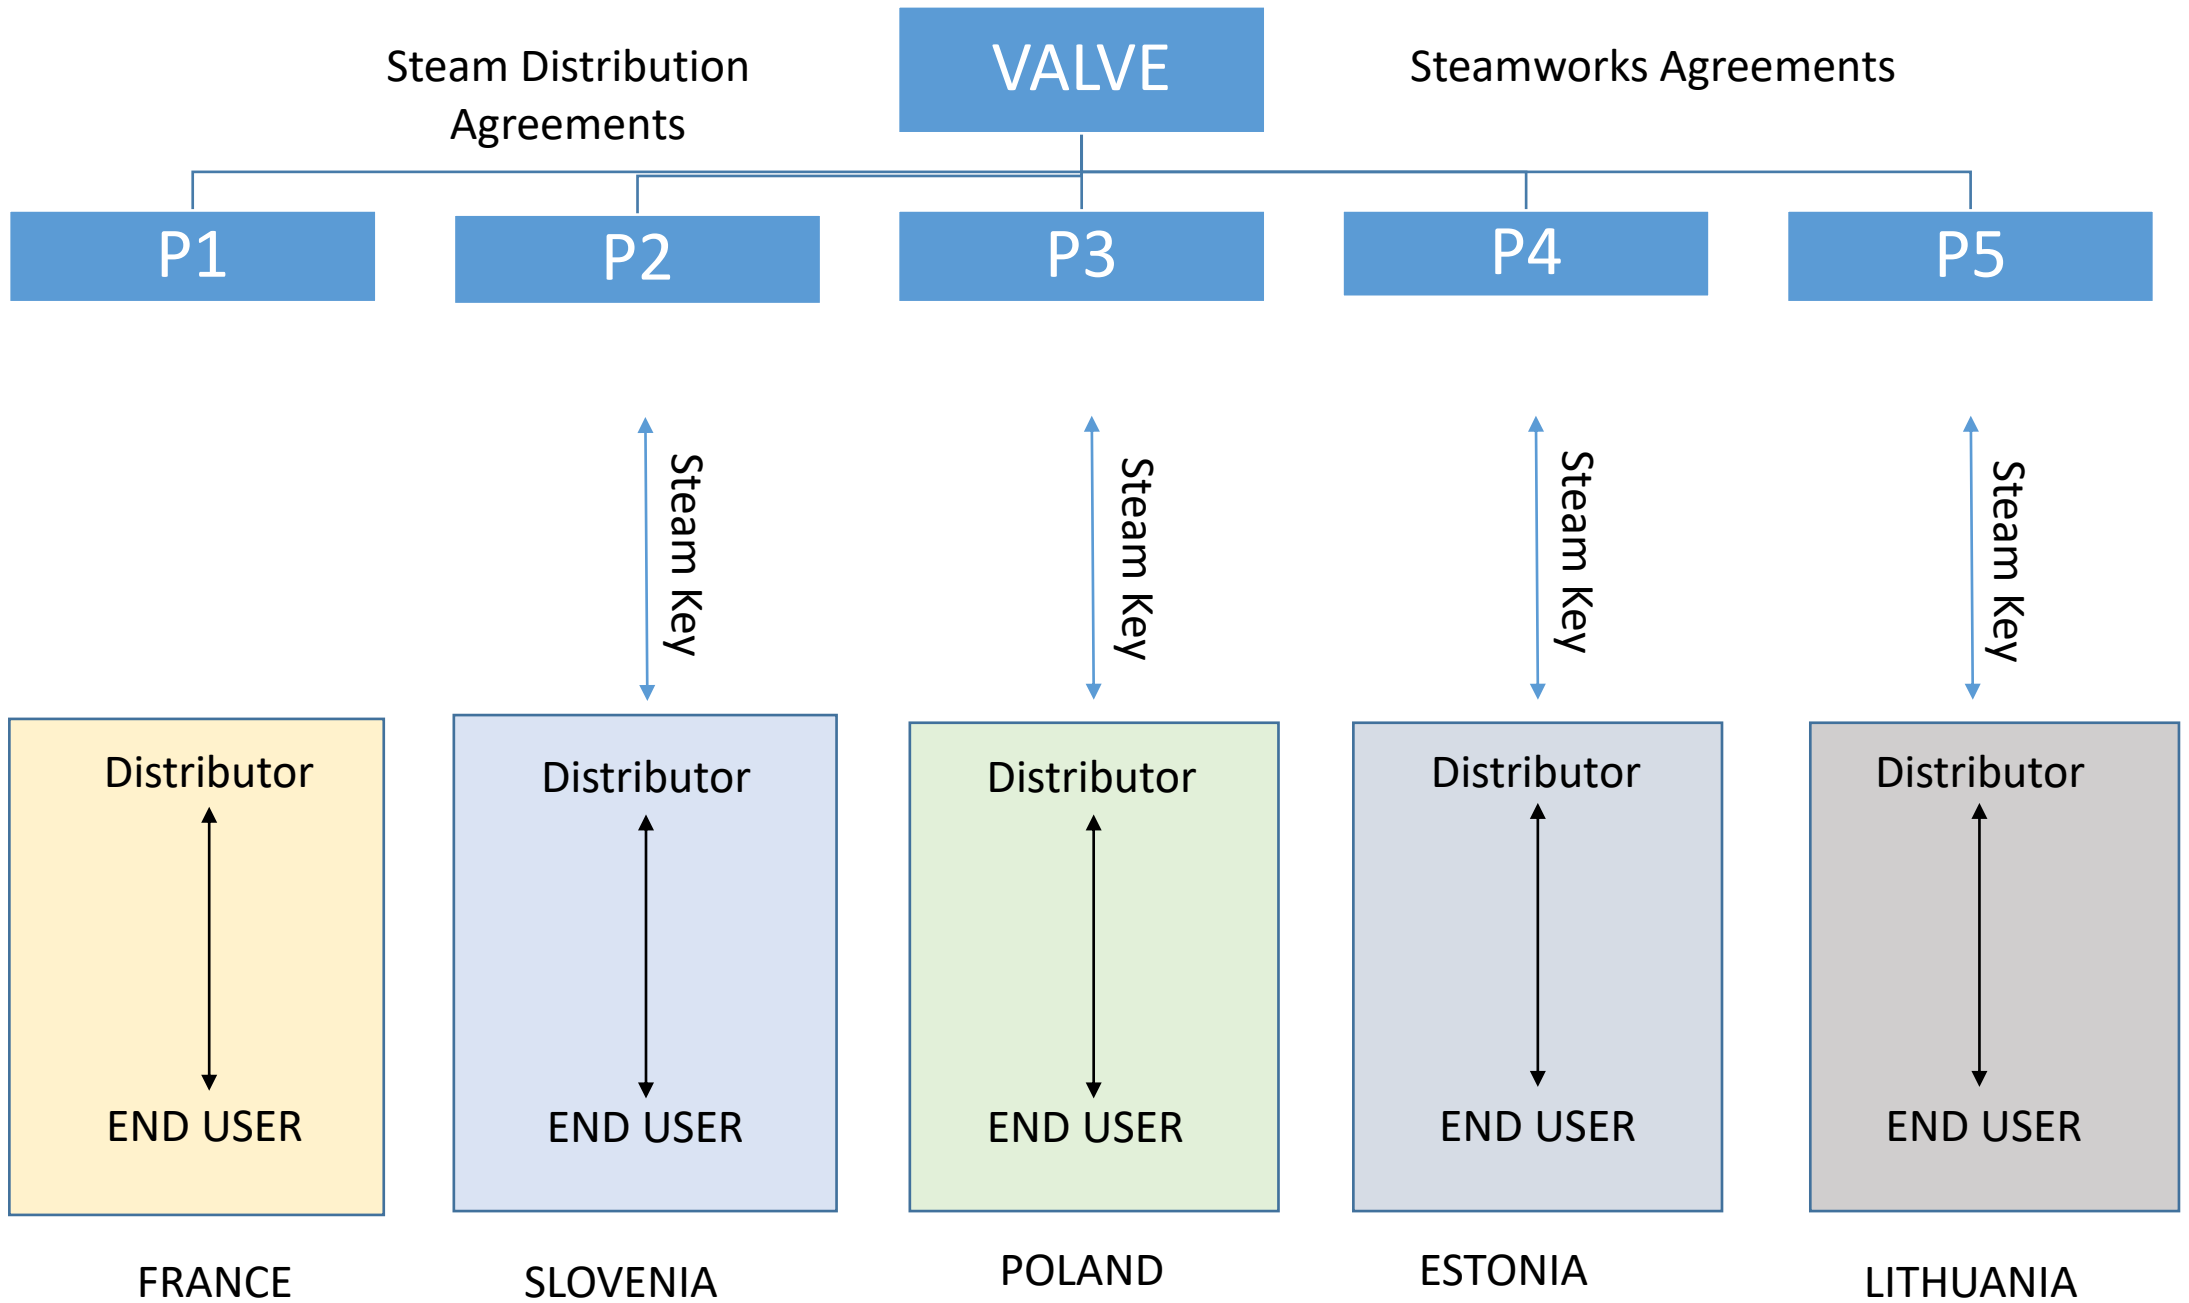 Steam Distribution
Agreements
VALVE
Steamworks Agreements
P1
P2
P3
P4
P5
Steam Key
Steam Key
Steam Key
Steam Key
Distributor
Distributor
Distributor
Distributor
Distributor
END USER
END USER
END USER
END USER
END USER
FRANCE
SLOVENIA
POLAND
ESTONIA
LITHUANIA